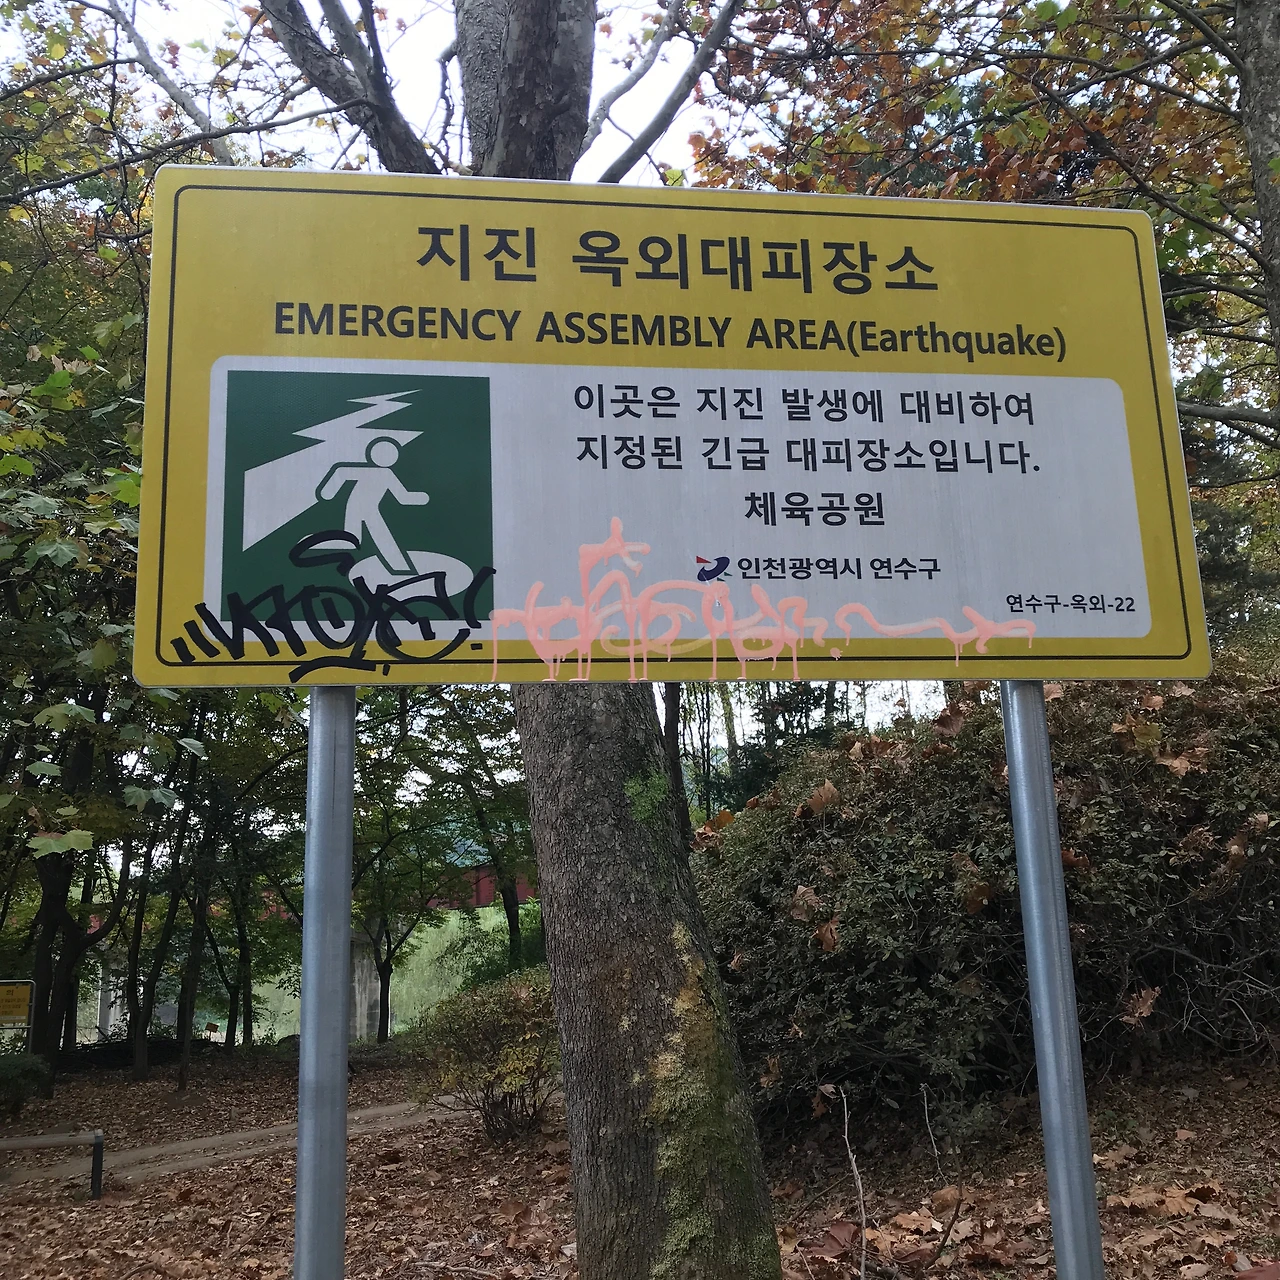 지진 옥외대피장소
EMERGENCY ASSEMBLY AREA(Earthquake)
이곳은 지진 발생에 대비하여
지정된 긴급 대피장소입니다.
체육공원
인천광역시 연수구
연수구-옥외-22